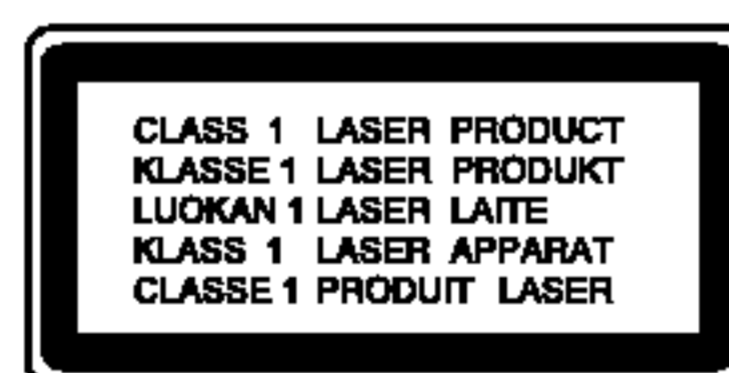 CLASS 1 LASER PRODUCT
KLASSE 1 LASER PRODUKT
LUOKAN 1 LASER LAITE
KLASS 1 LASER APPARAT
CLASSE 1 PRODUIT LASER